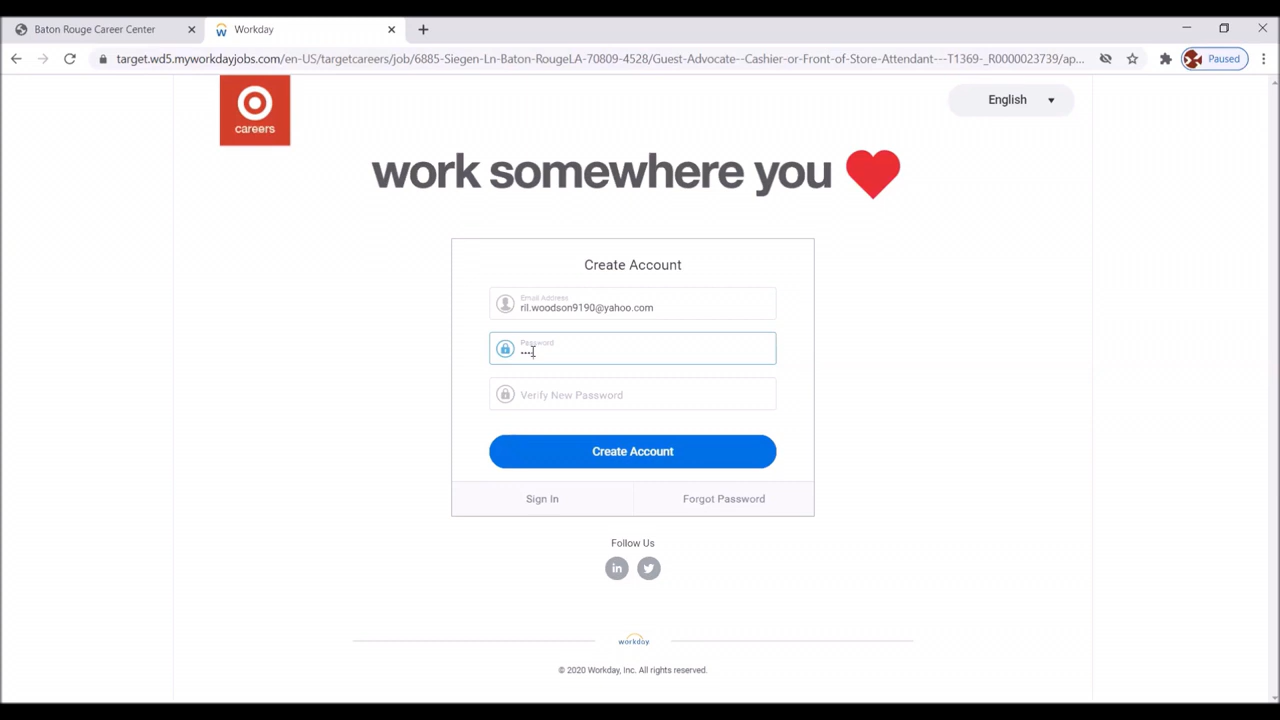 Baton Rouge Career Center
Workday
target.wd5.myworkdayjobs.com/en-US/targetcareers/job/6885-Siegen-Ln-Baton-RougeLA-70809-4528/Guest-Advocate--Cashier-or-Front-of-Store-Attendant---T1369-_R0000023739/ap...
Paused
careers
English
work somewhere you
Create Account
Email Address
ril.woodson9190@yahoo.com
Password
Verify New Password
Create Account
Sign In
Forgot Password
Follow Us
in
workday
© 2020 Workday, Inc. All rights reserved.